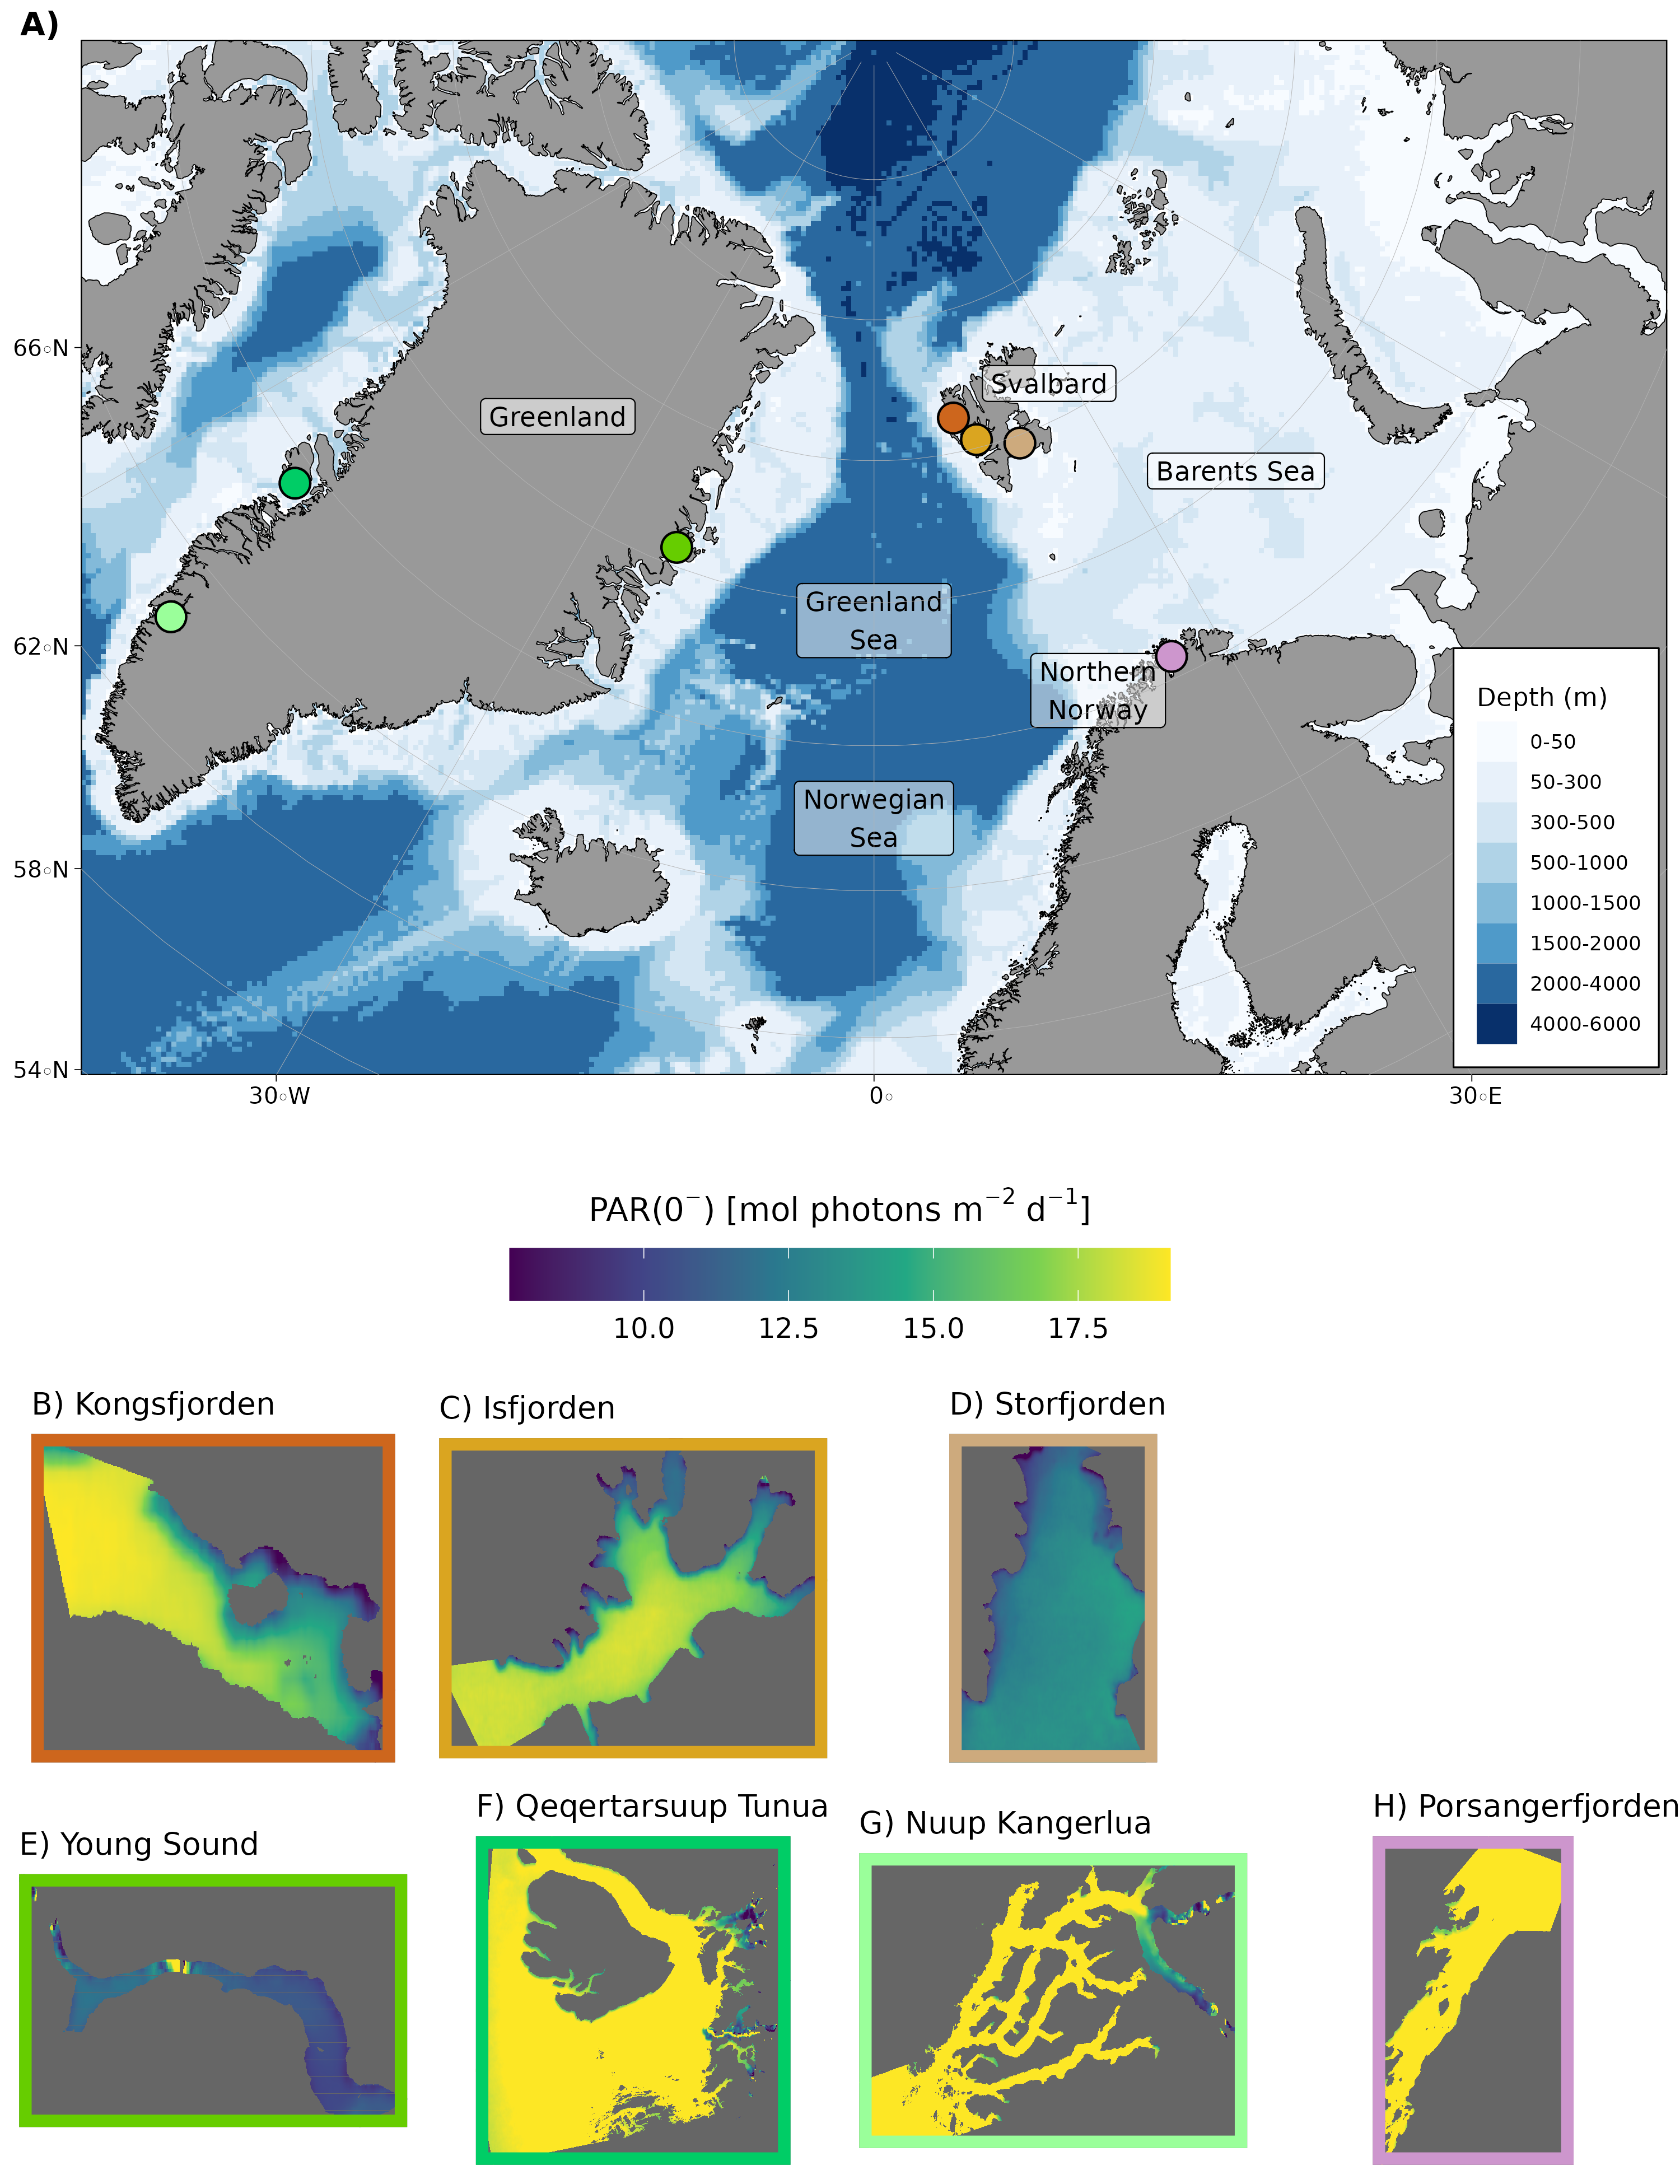 A)
66◦N
62◦N
58◦N
54◦N
30◦W
0◦
30◦E
Greenland
Svalbard
Barents Sea
Greenland
Sea
Northern
Norway
Norwegian
Sea
Depth (m)
0-50
50-300
300-500
500-1000
1000-1500
1500-2000
2000-4000
4000-6000
PAR(0⁻) [mol photons m⁻² d⁻¹]
10.0 12.5 15.0 17.5
B) Kongsfjorden
C) Isfjorden
D) Storfjorden
E) Young Sound
F) Qeqertarsuup Tunua
G) Nuup Kangerlua
H) Porsangerfjorden